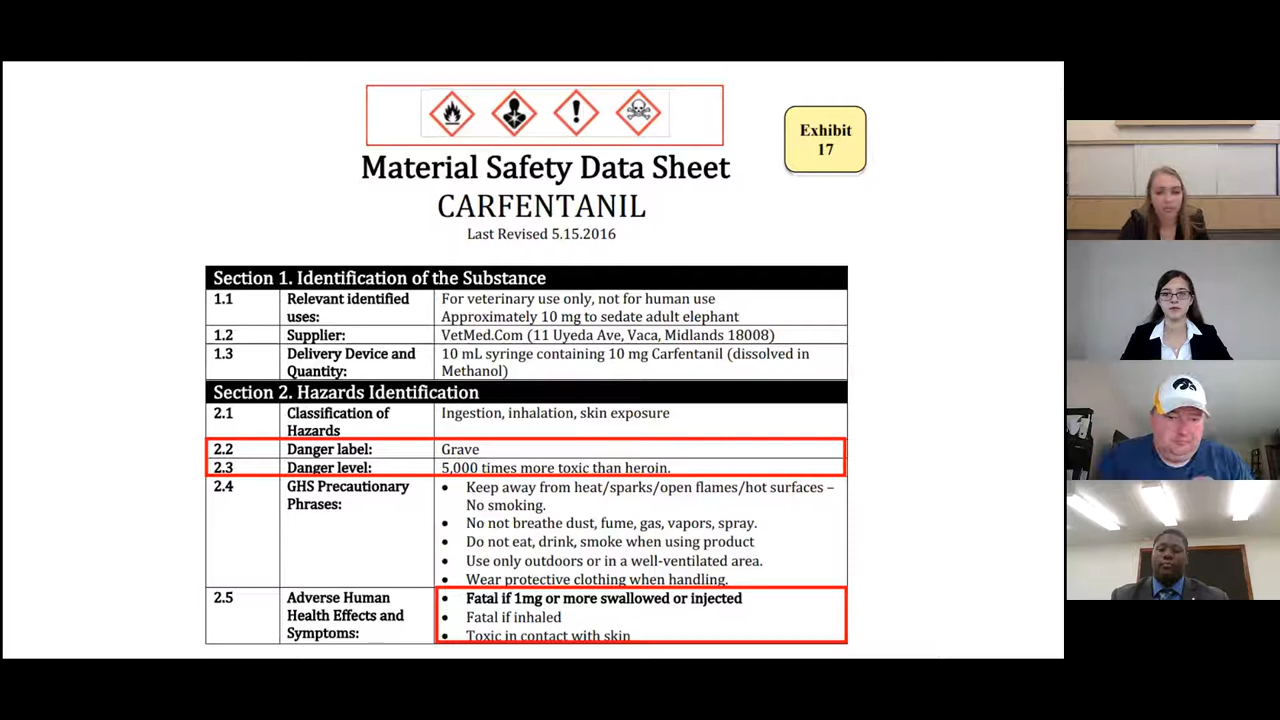 Exhibit
17
Material Safety Data Sheet
CARFENTANIL
Last Revised 5.15.2016
Section 1. Identification of the Substance
1.1 Relevant identified uses: For veterinary use only, not for human use
Approximately 10 mg to sedate adult elephant
1.2 Supplier: VetMed.Com (11 Uyeda Ave, Vaca, Midlands 18008)
1.3 Delivery Device and Quantity: 10 mL syringe containing 10 mg Carfentanil (dissolved in
Methanol)
Section 2. Hazards Identification
2.1 Classification of Hazards Ingestion, inhalation, skin exposure
2.2 Danger label: Grave
2.3 Danger level: 5,000 times more toxic than heroin.
2.4 GHS Precautionary Phrases:
• Keep away from heat/sparks/open flames/hot surfaces –
No smoking.
• No not breathe dust, fume, gas, vapors, spray.
• Do not eat, drink, smoke when using product
• Use only outdoors or in a well-ventilated area.
• Wear protective clothing when handling.
2.5 Adverse Human Health Effects and Symptoms:
• Fatal if 1mg or more swallowed or injected
• Fatal if inhaled
• Toxic in contact with skin